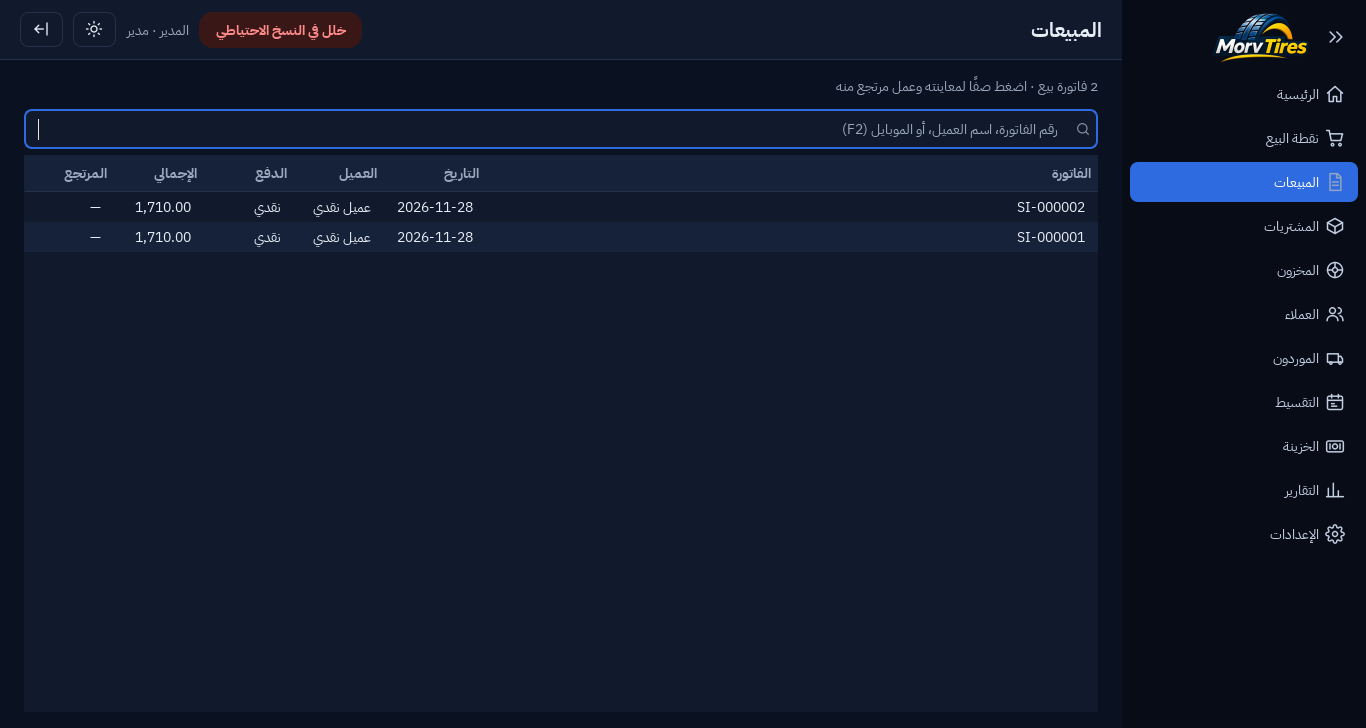 MorvTires
الرئيسية
نقطة البيع
المبيعات
المشتريات
المخزون
العملاء
الموردون
التقسيط
الخزينة
التقارير
الإعدادات
المبيعات
خلل في النسخ الاحتياطي
المدير · مدير
2 فاتورة بيع · اضغط صفًا لمعاينته وعمل مرتجع منه
رقم الفاتورة، اسم العميل، أو الموبايل (F2)
الفاتورة التاريخ العميل الدفع الإجمالي المرتجع
SI-000002 2026-11-28 عميل نقدي نقدي 1,710.00 —
SI-000001 2026-11-28 عميل نقدي نقدي 1,710.00 —